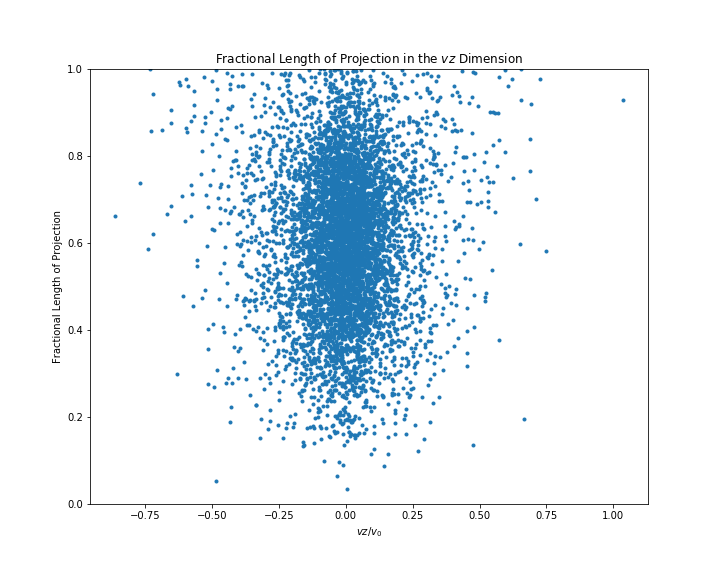 Fractional Length of Projection in the vz Dimension
1.0
0.8
0.6
0.4
0.2
0.0
Fractional Length of Projection
−0.75 −0.50 −0.25 0.00 0.25 0.50 0.75 1.00
vz/v₀